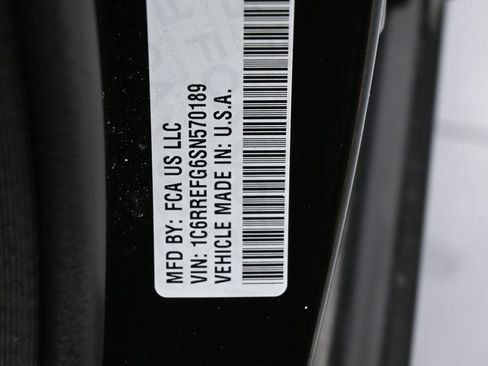 MFD BY: FCA US LLC
VIN: 1C6RREFG6SN570189
VEHICLE MADE IN: U.S.A.